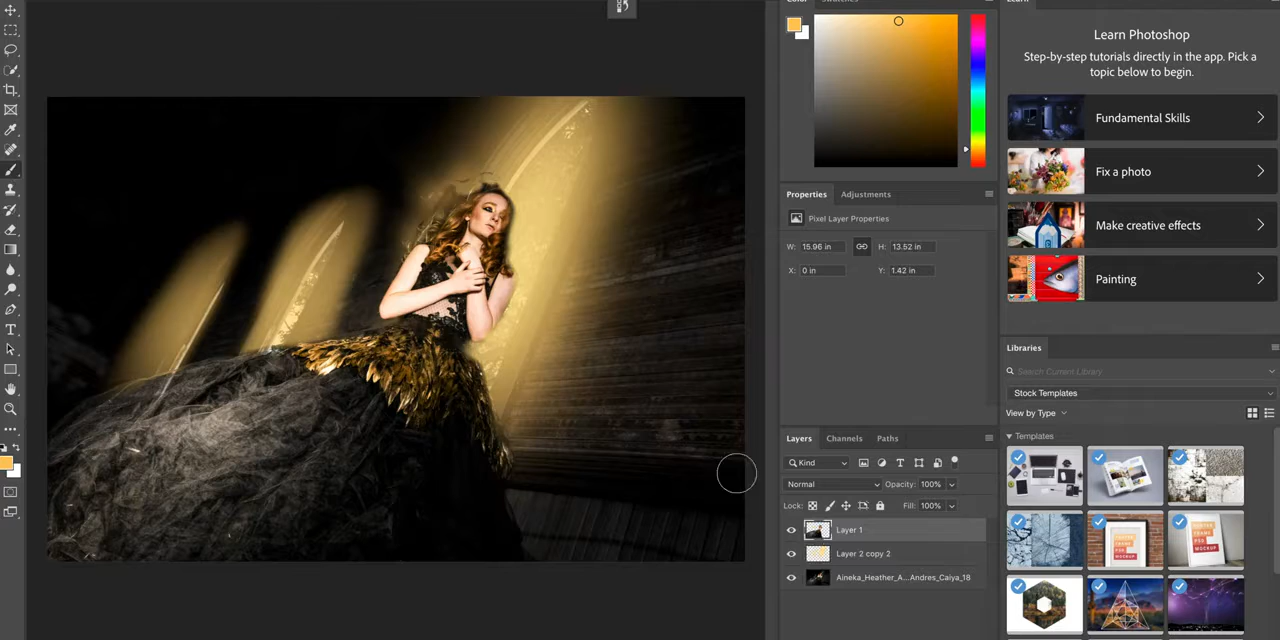 Color
Swatches
Learn
Learn Photoshop
Step-by-step tutorials directly in the app. Pick a
topic below to begin.
Fundamental Skills
Fix a photo
Make creative effects
Painting
Properties
Adjustments
Pixel Layer Properties
W: 15.96 in
H: 13.52 in
X: 0 in
Y: 1.42 in
Libraries
Search Current Library
Stock Templates
View by Type
Templates
Layers
Channels
Paths
Kind
Normal
Opacity: 100%
Lock:
Fill: 100%
Layer 1
Layer 2 copy 2
Aineka_Heather_A...Andres_Caiya_18